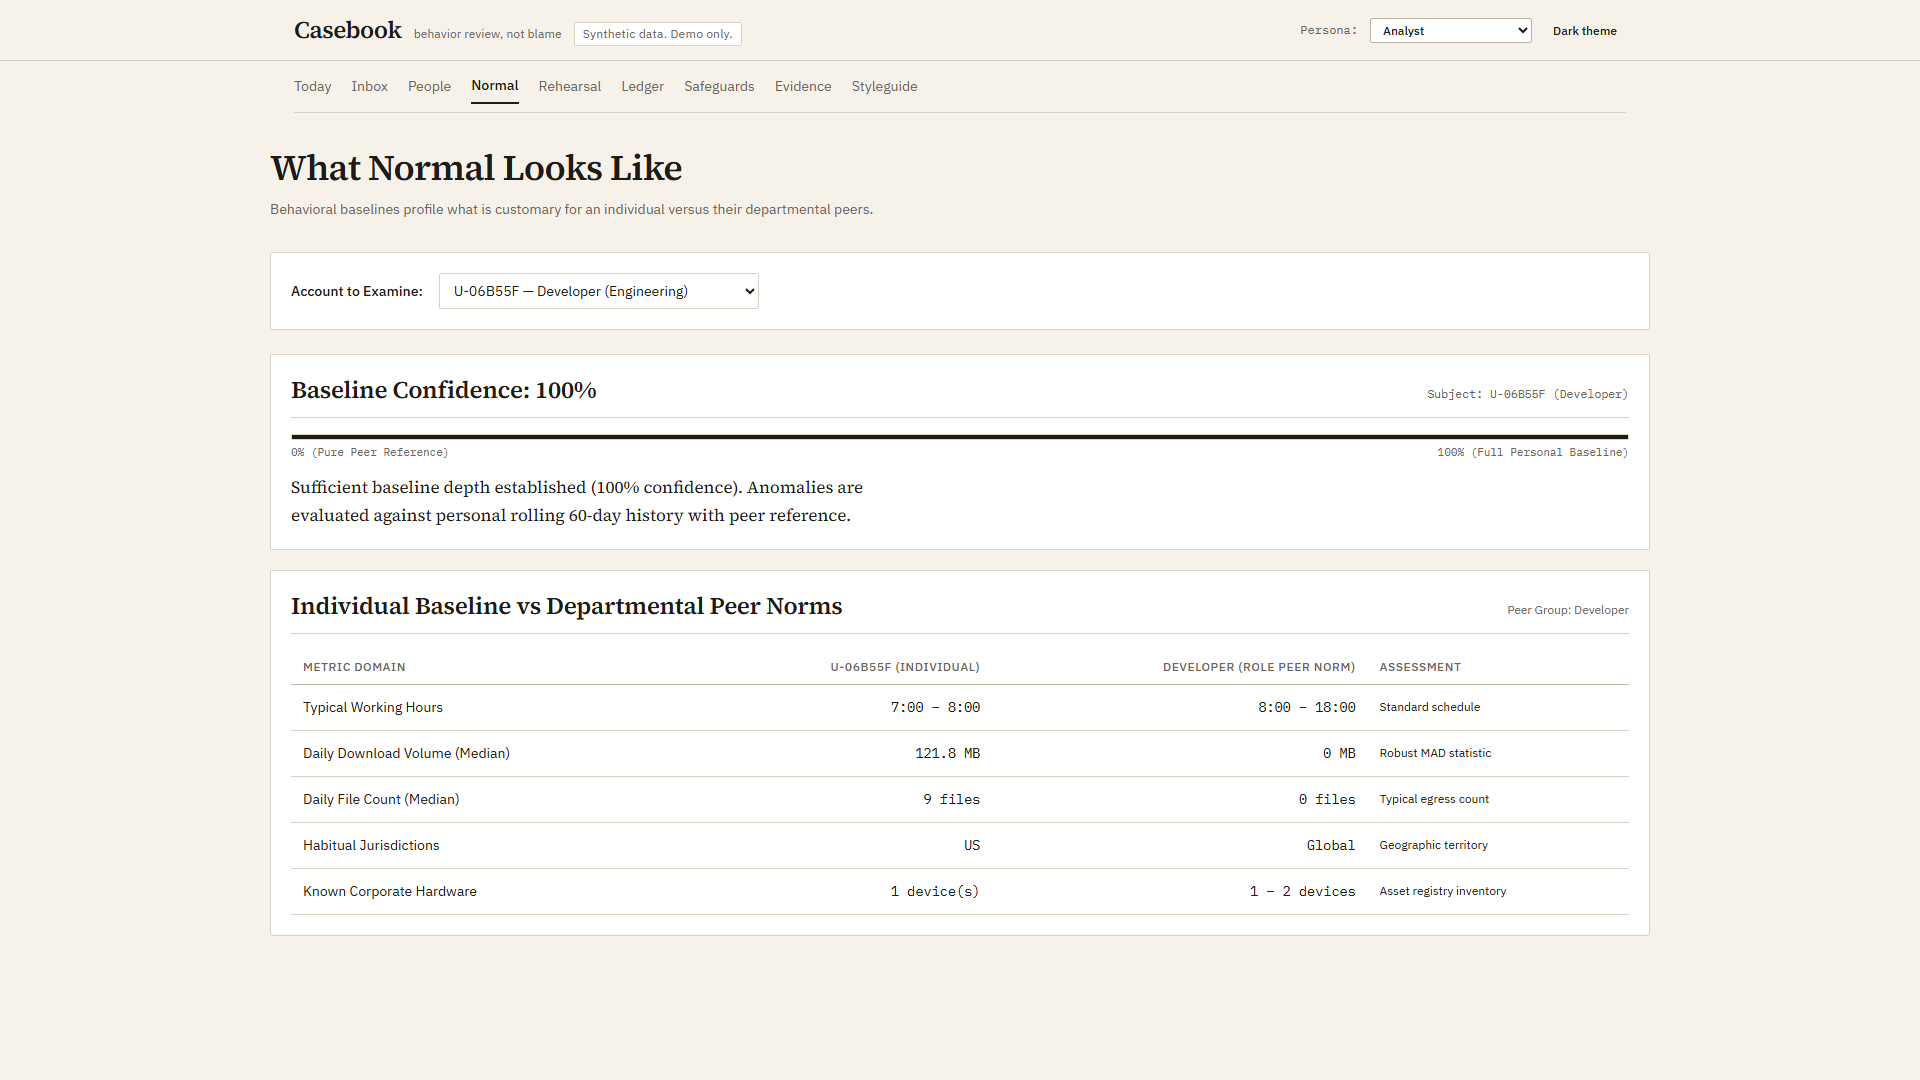 Casebook behavior review, not blame Synthetic data. Demo only. Persona: Analyst Dark theme
Today Inbox People Normal Rehearsal Ledger Safeguards Evidence Styleguide
What Normal Looks Like
Behavioral baselines profile what is customary for an individual versus their departmental peers.
Account to Examine: U-06B55F — Developer (Engineering)
Baseline Confidence: 100% Subject: U-06B55F (Developer)
0% (Pure Peer Reference) 100% (Full Personal Baseline)
Sufficient baseline depth established (100% confidence). Anomalies are
evaluated against personal rolling 60-day history with peer reference.
Individual Baseline vs Departmental Peer Norms Peer Group: Developer
METRIC DOMAIN U-06B55F (INDIVIDUAL) DEVELOPER (ROLE PEER NORM) ASSESSMENT
Typical Working Hours 7:00 – 8:00 8:00 – 18:00 Standard schedule
Daily Download Volume (Median) 121.8 MB 0 MB Robust MAD statistic
Daily File Count (Median) 9 files 0 files Typical egress count
Habitual Jurisdictions US Global Geographic territory
Known Corporate Hardware 1 device(s) 1 – 2 devices Asset registry inventory